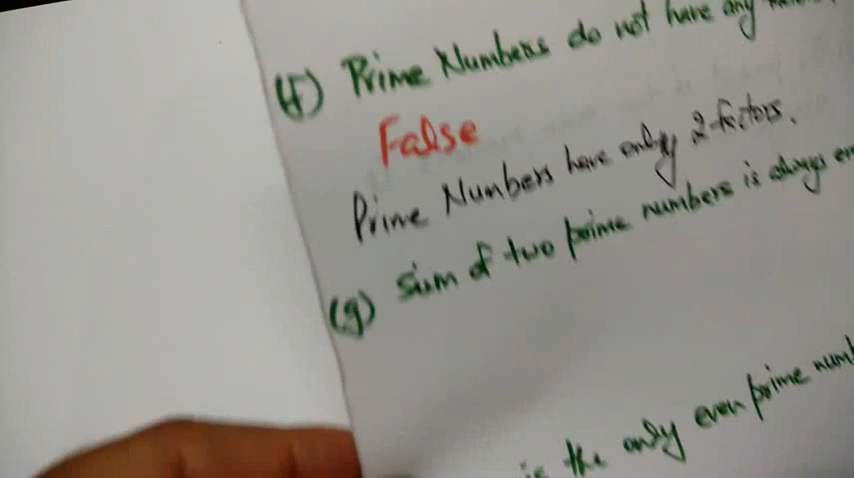 (f) Prime Numbers do not have any
False
Prime Numbers have only 2 factors.
(g) Sum of two prime numbers is always
is the only even prime